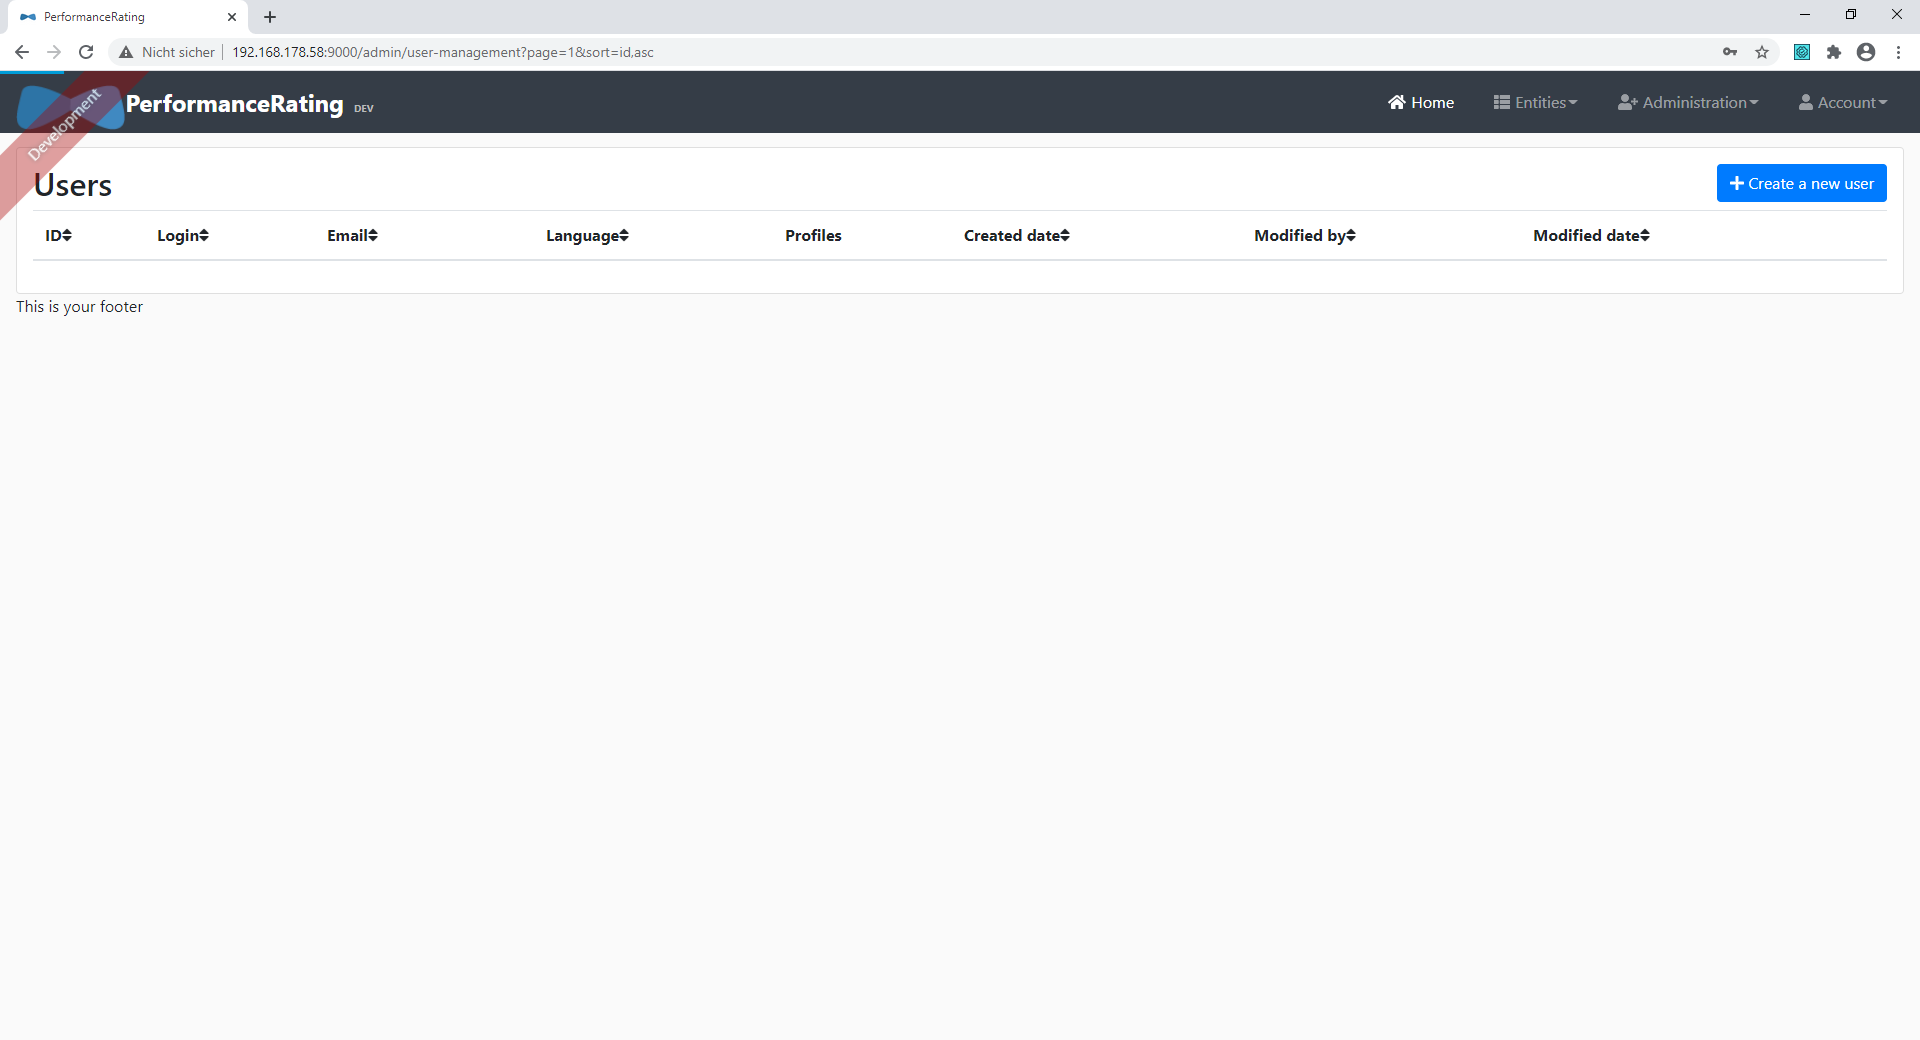 PerformanceRating
Nicht sicher 192.168.178.58:9000/admin/user-management?page=1&sort=id,asc
Development
PerformanceRating DEV
Home Entities Administration Account
Users
Create a new user
ID Login Email Language Profiles Created date Modified by Modified date
This is your footer